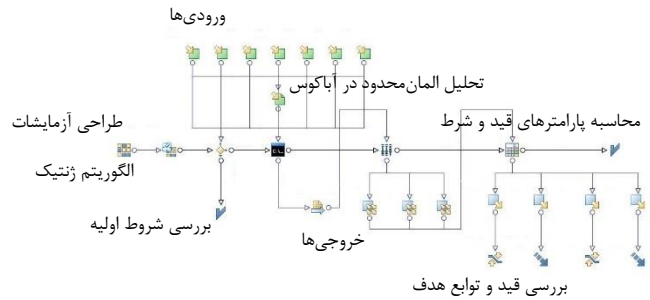 ورودی‌ها
تحلیل المان‌محدود در آباکوس
طراحی آزمایشات
محاسبه پارامترهای قید و شرط
الگوریتم ژنتیک
بررسی شروط اولیه
خروجی‌ها
بررسی قید و توابع هدف